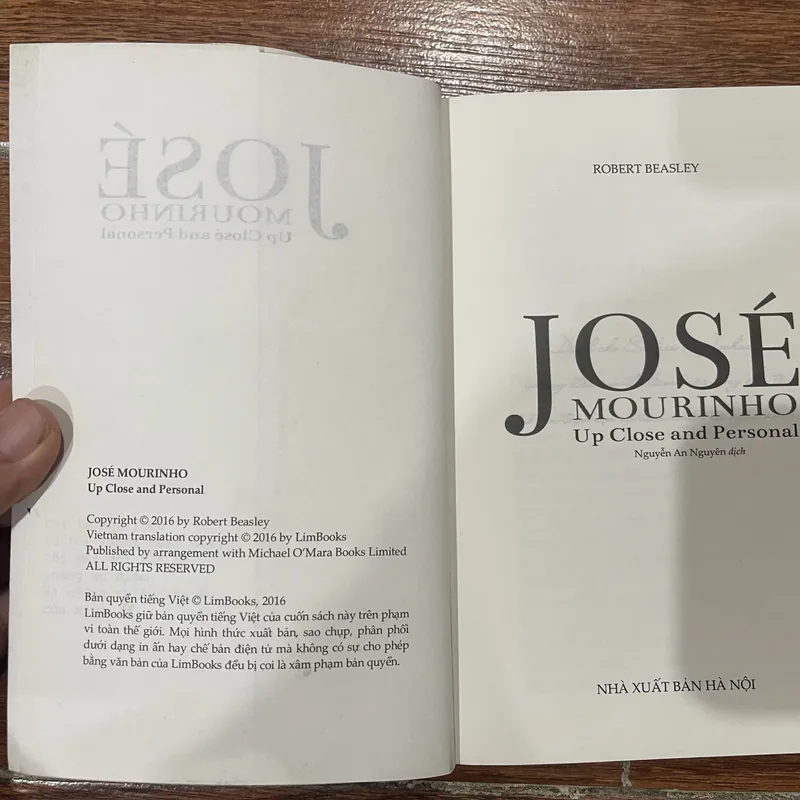 JOSÉ MOURINHO
Up Close and Personal
Copyright © 2016 by Robert Beasley
Vietnam translation copyright © 2016 by LimBooks
Published by arrangement with Michael O'Mara Books Limited
ALL RIGHTS RESERVED
Bản quyền tiếng Việt © LimBooks, 2016
LimBooks giữ bản quyền tiếng Việt của cuốn sách này trên phạm
vi toàn thế giới. Mọi hình thức xuất bản, sao chụp, phân phối
dưới dạng in ấn hay chế bản điện tử mà không có sự cho phép
bằng văn bản của LimBooks đều bị coi là xâm phạm bản quyền.
ROBERT BEASLEY
JOSÉ
MOURINHO
Up Close and Personal
Nguyễn An Nguyên dịch
NHÀ XUẤT BẢN HÀ NỘI